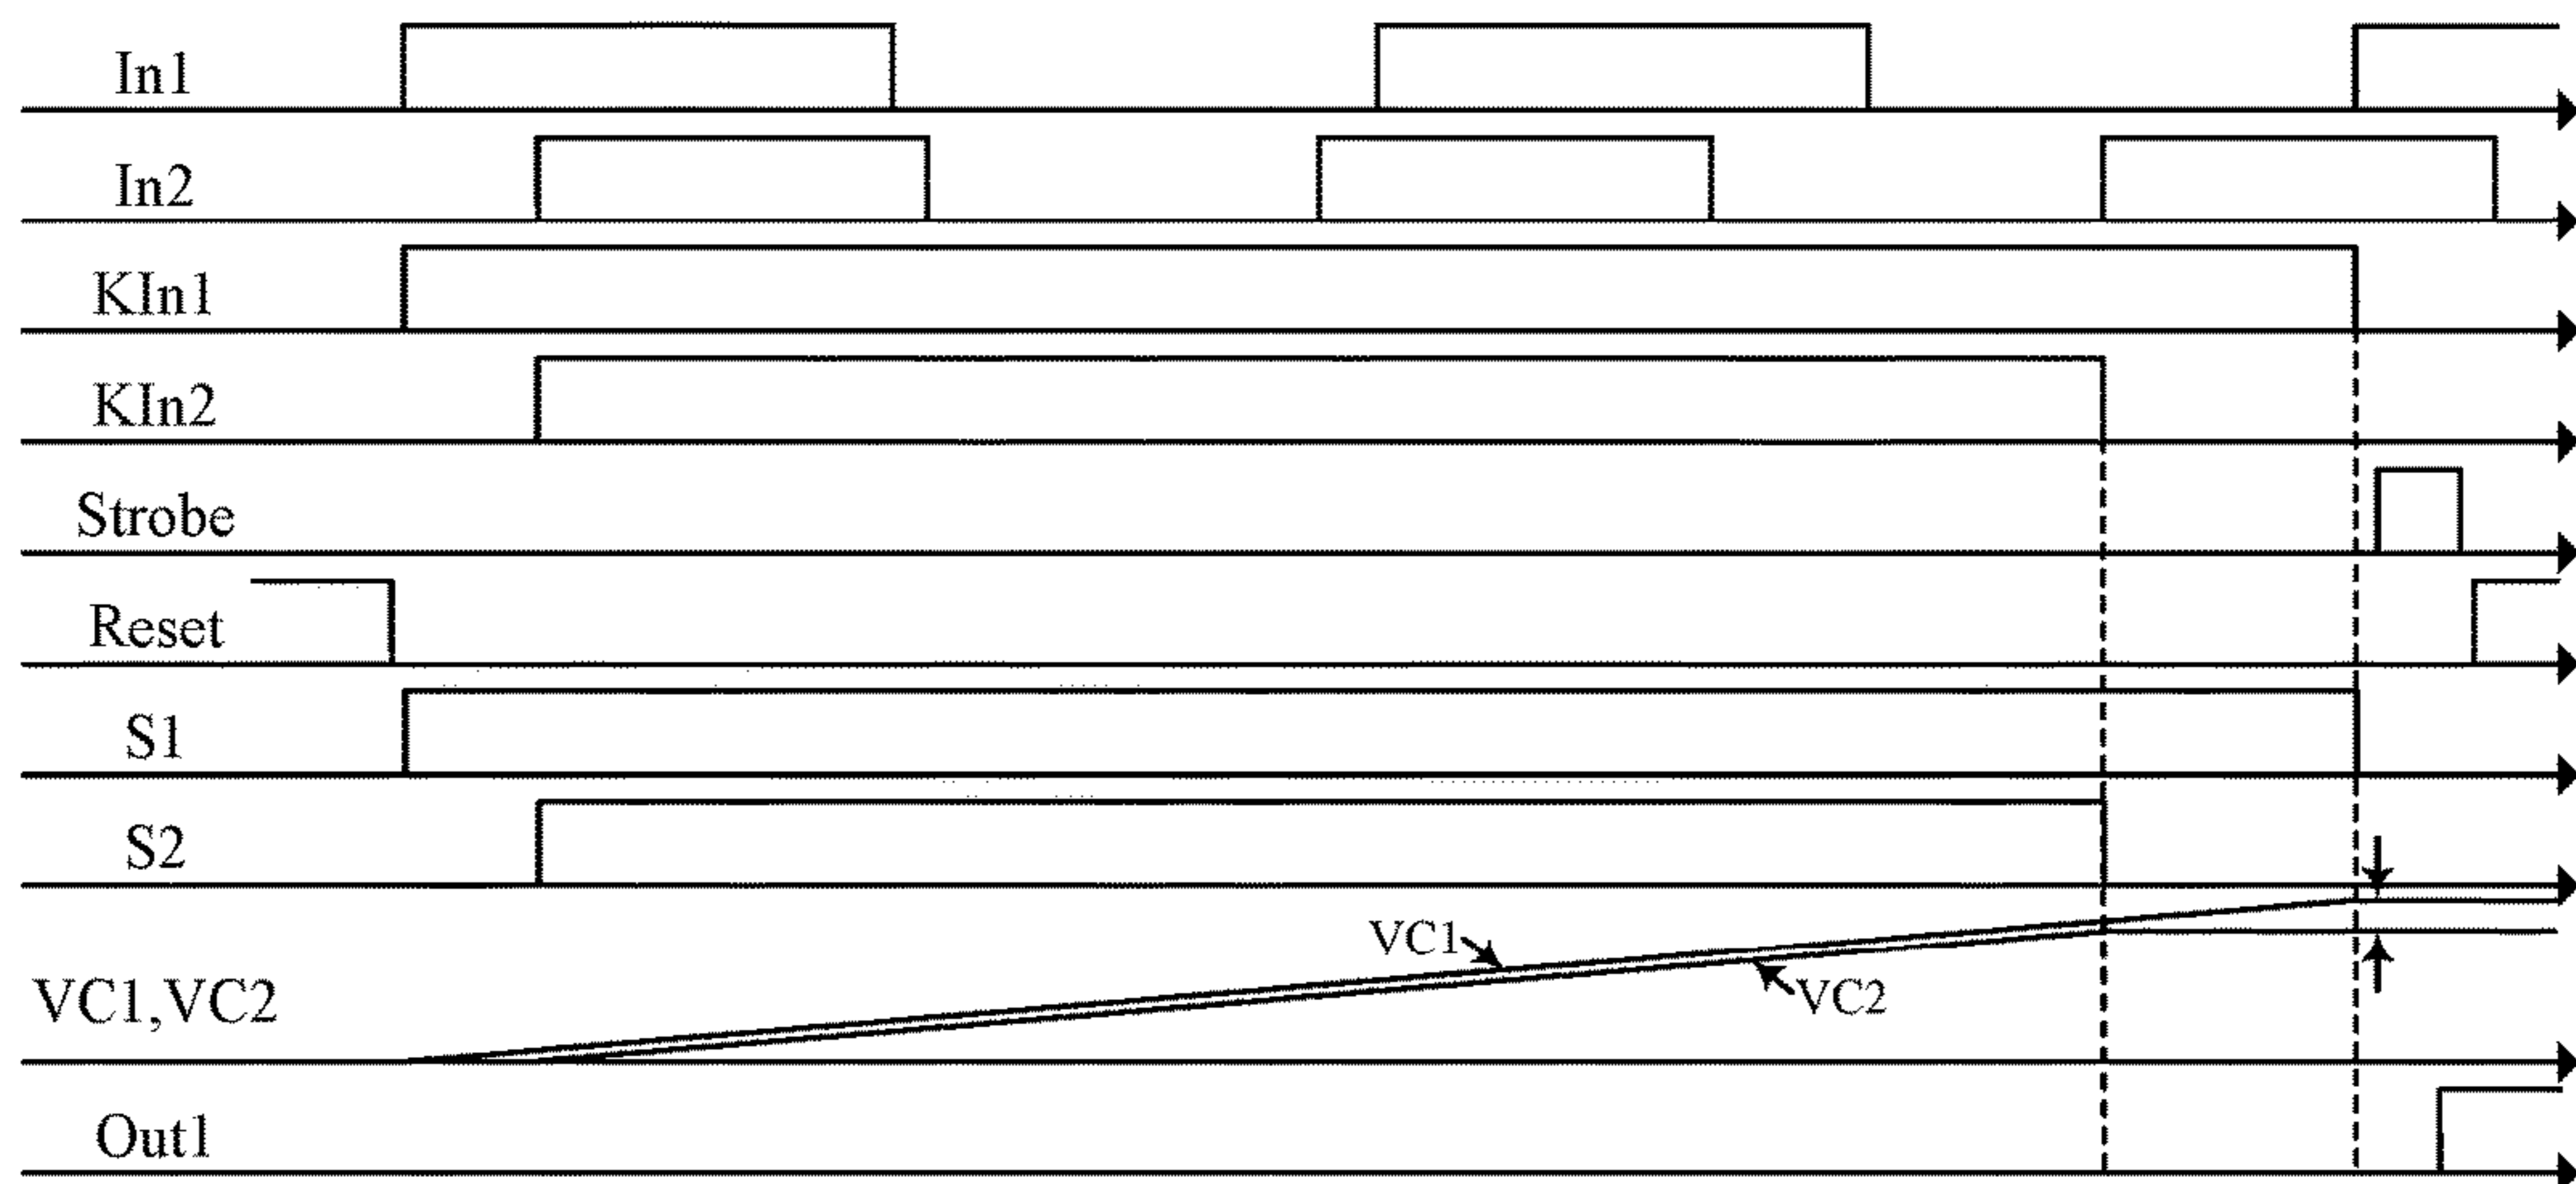 In1
In2
KIn1
KIn2
Strobe
Reset
S1
S2
VC1
VC1,VC2
VC2
Out1